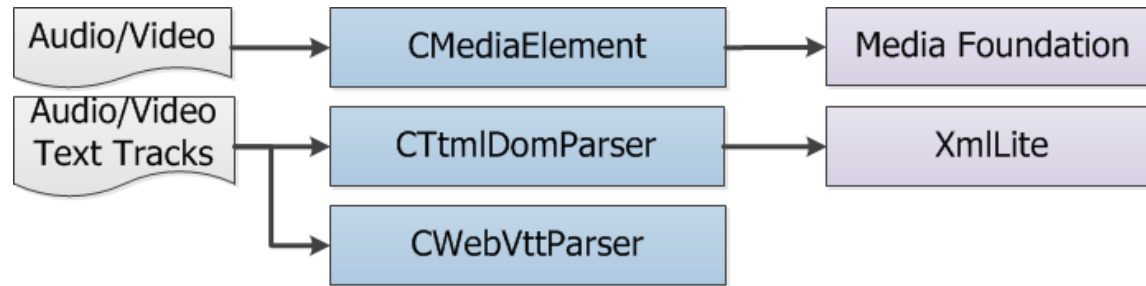 Audio/Video
CMediaElement
Media Foundation
Audio/Video
Text Tracks
CTtmlDomParser
XmlLite
CWebVttParser